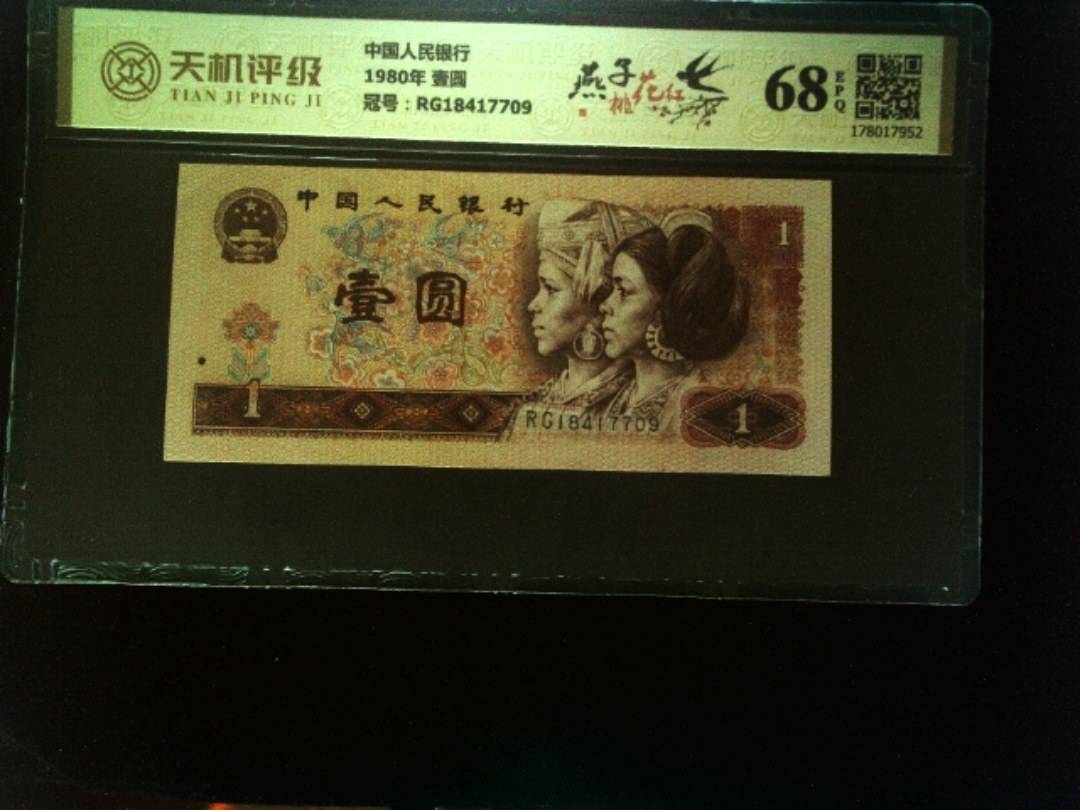 天机评级
TIAN JI PING JI
中国人民银行
1980年 壹圆
冠号：RG18417709
燕子
桃花红
68
EPQ
178017952
中国人民银行
1
壹圆
1
RG18417709
1